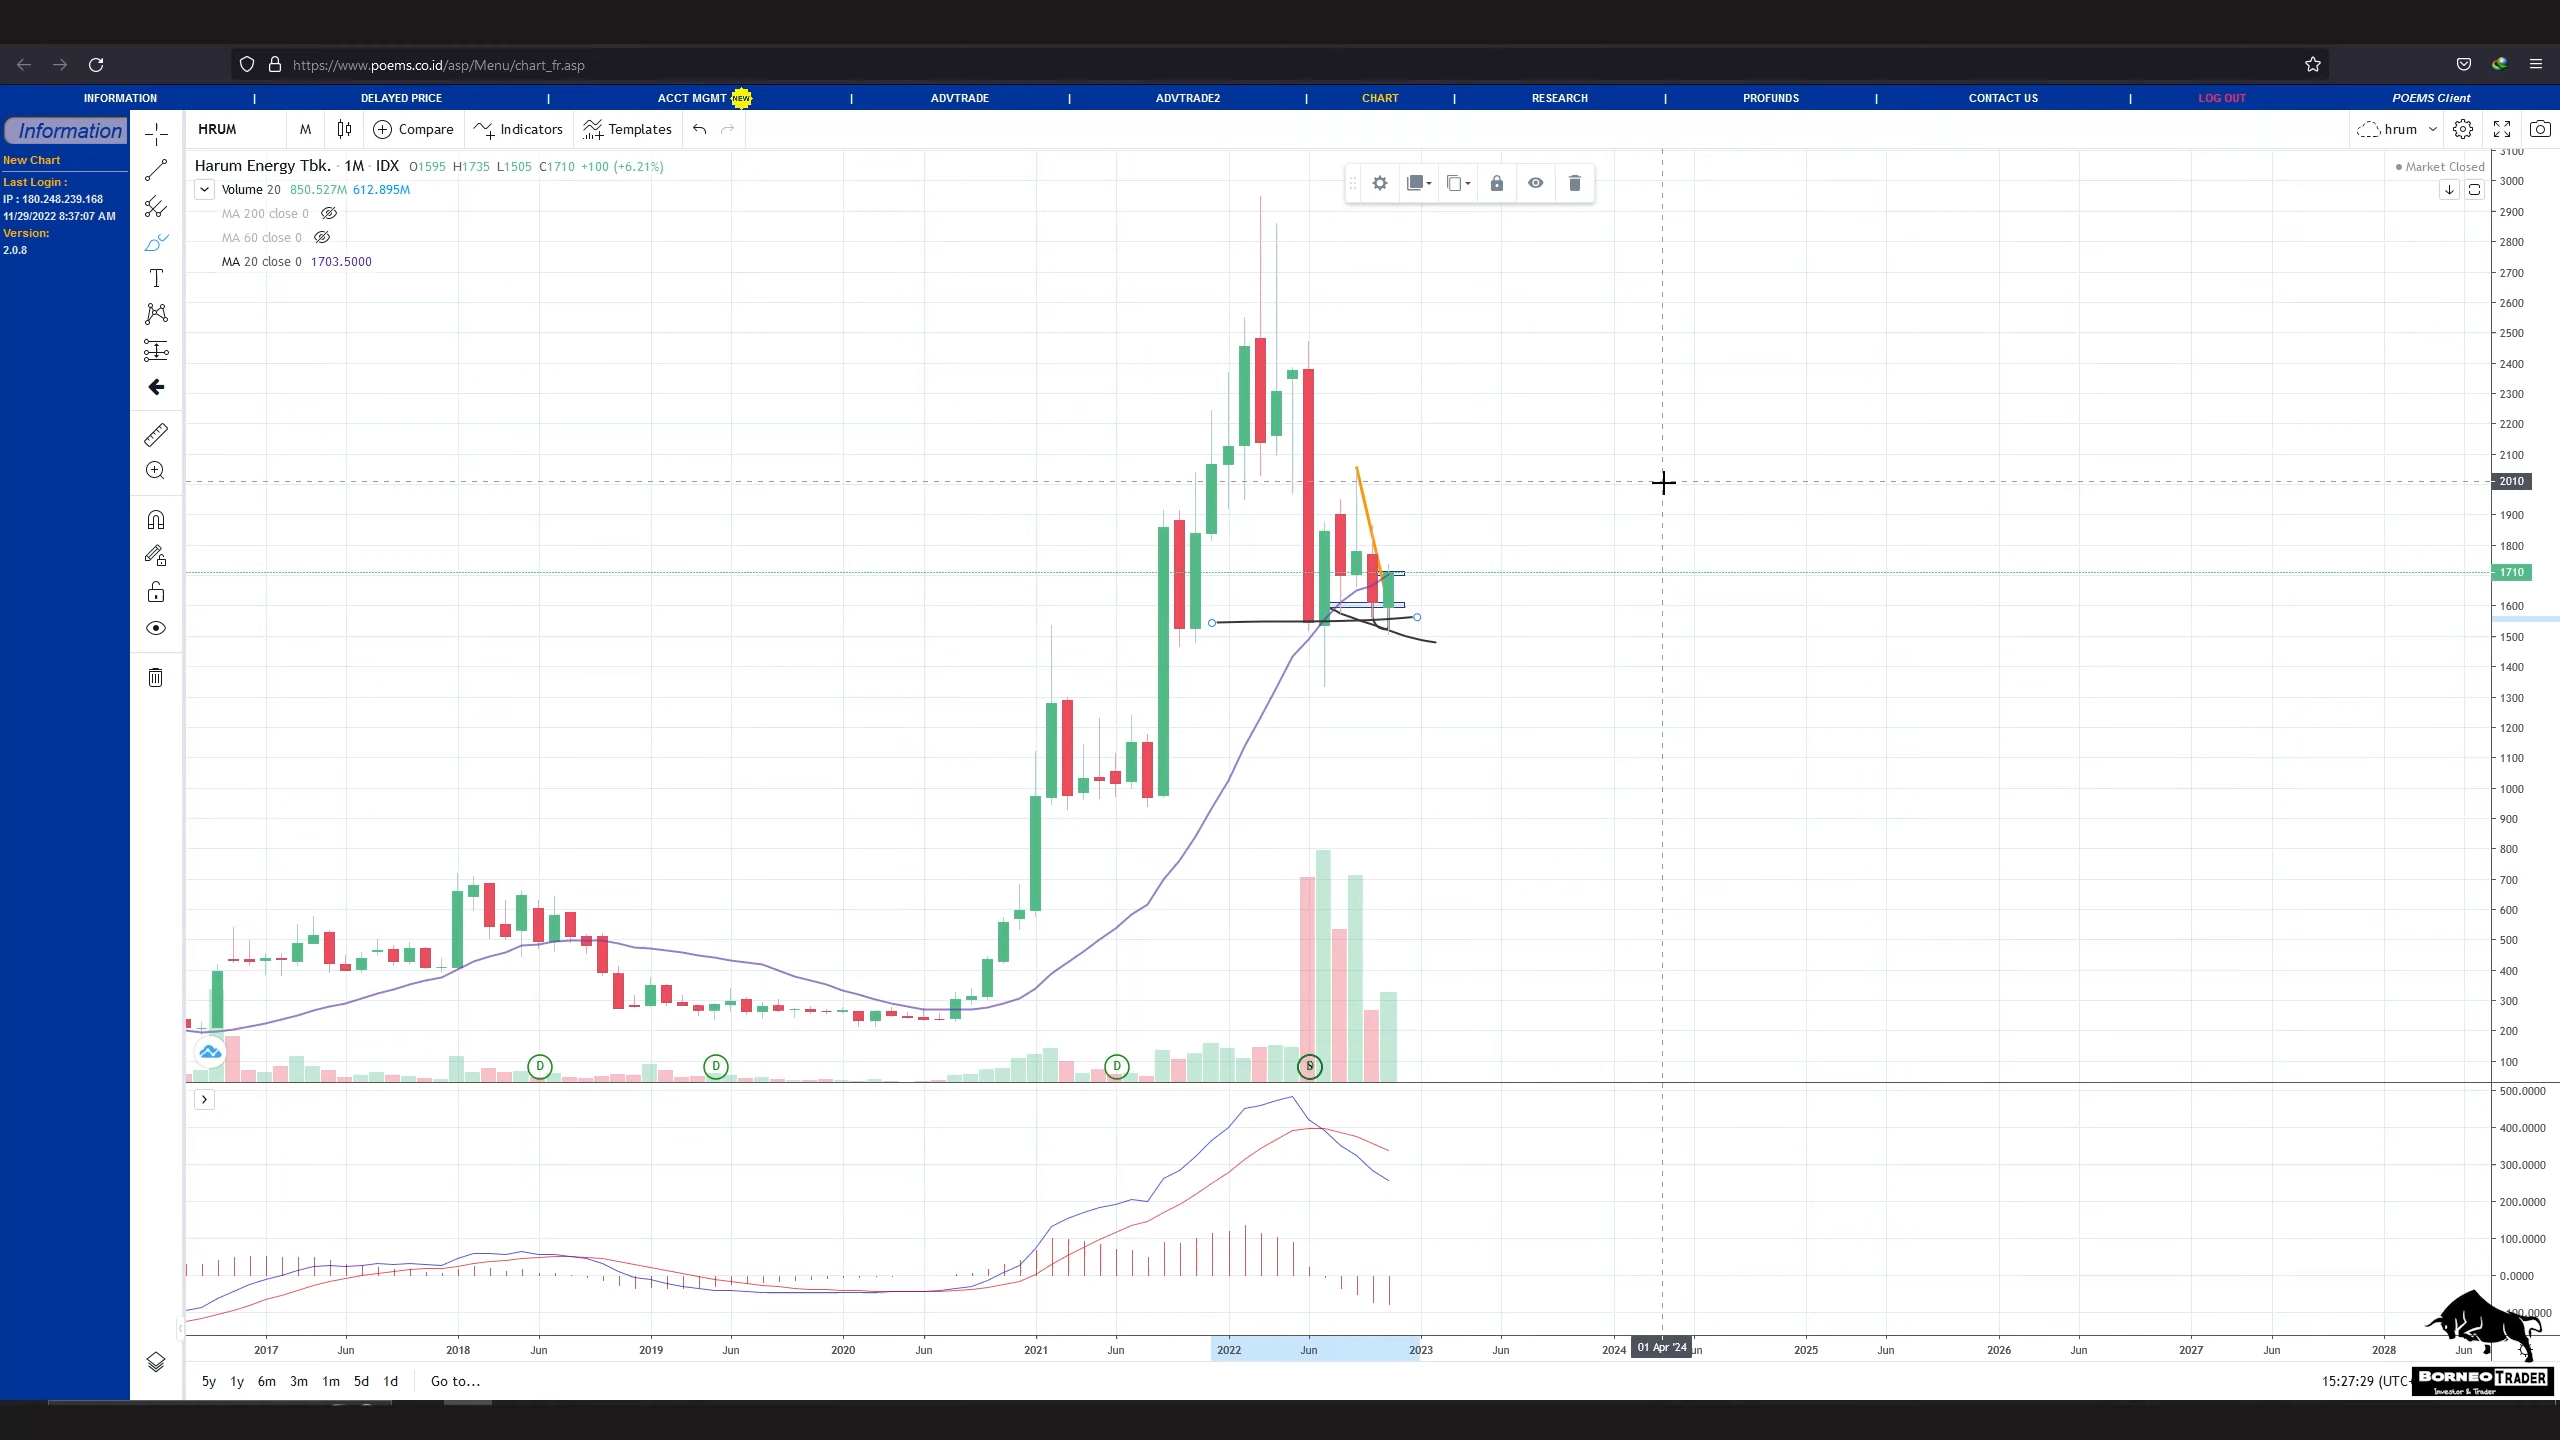 https://www.poems.co.id/asp/Menu/chart_fr.asp
INFORMATION | DELAYED PRICE | ACCT MGMT NEW | ADVTRADE | ADVTRADE2 | CHART | RESEARCH | PROFUNDS | CONTACT US | LOG OUT POEMS Client
Information
New Chart
Last Login :
IP : 180.248.239.168
11/29/2022 8:37:07 AM
Version:
2.0.8
HRUM M Compare Indicators Templates hrum
Harum Energy Tbk. · 1M · IDX O1595 H1735 L1505 C1710 +100 (+6.21%)
Market Closed
Volume 20 850.527M 612.895M
MA 200 close 0
MA 60 close 0
MA 20 close 0 1703.5000
3100
3000
2900
2800
2700
2600
2500
2400
2300
2200
2100
2010
1900
1800
1710
1600
1500
1400
1300
1200
1100
1000
900
800
700
600
500
400
300
200
100
D D D
500.0000
400.0000
300.0000
200.0000
100.0000
0.0000
2017 Jun 2018 Jun 2019 Jun 2020 Jun 2021 Jun 2022 Jun 2023 Jun 2024 01 Apr '24 2025 Jun 2026 Jun 2027 Jun 2028 Jun
5y 1y 6m 3m 1m 5d 1d Go to... 15:27:29 (UTC
BORNEO TRADER
Investor & Trader